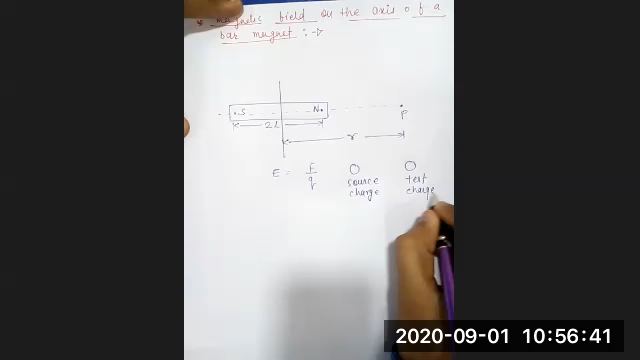 * magnetic field on the axis of a
bar magnet :-
S N P
2l
r
E = F/q source charge test charge
2020-09-01 10:56:41